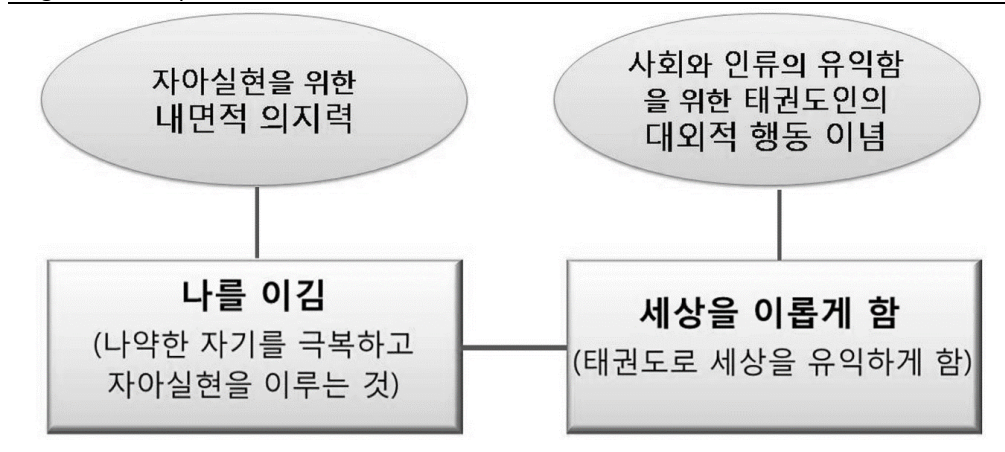 자아실현을 위한
내면적 의지력
사회와 인류의 유익함
을 위한 태권도인의
대외적 행동 이념
나를 이김
(나약한 자기를 극복하고
자아실현을 이루는 것)
세상을 이롭게 함
(태권도로 세상을 유익하게 함)